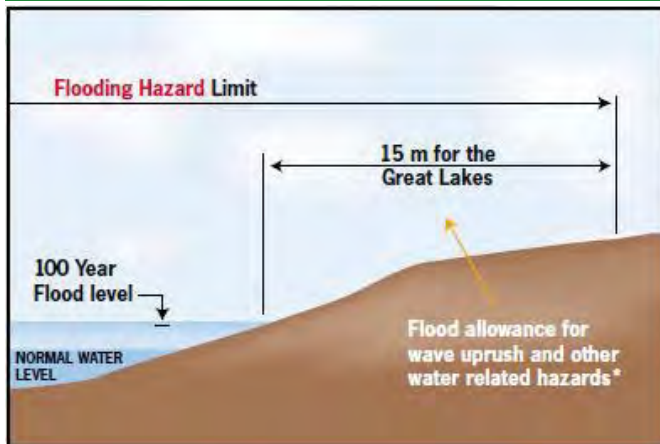 Flooding Hazard Limit
15 m for the
Great Lakes
100 Year
Flood level
NORMAL WATER
LEVEL
Flood allowance for
wave uprush and other
water related hazards*